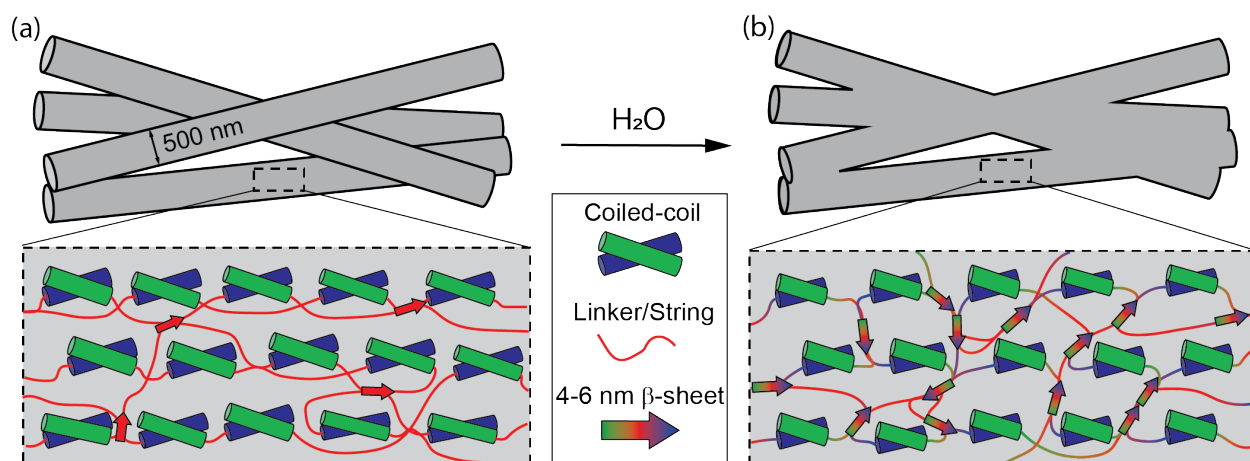 (a)
(b)
500 nm
H₂O
Coiled-coil
Linker/String
4-6 nm β-sheet